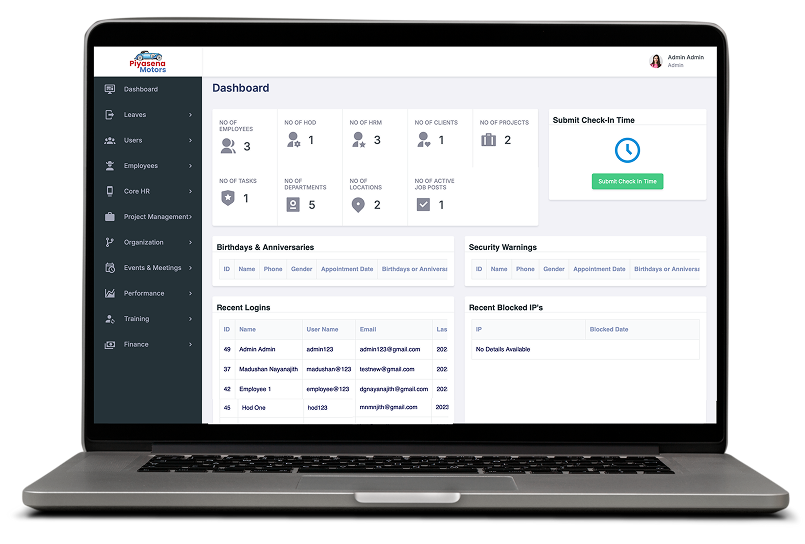 Piyasena
Motors
Admin Admin
Admin
Dashboard
Leaves
Users
Employees
Core HR
Project Management
Organization
Events & Meetings
Performance
Training
Finance
Dashboard
NO OF
EMPLOYEES
3
NO OF HOD
1
NO OF HRM
3
NO OF CLIENTS
1
NO OF PROJECTS
2
NO OF TASKS
1
NO OF
DEPARTMENTS
5
NO OF
LOCATIONS
2
NO OF ACTIVE
JOB POSTS
1
Submit Check-In Time
Submit Check In Time
Birthdays & Anniversaries
ID Name Phone Gender Appointment Date Birthdays or Anniversa
Security Warnings
ID Name Phone Gender Appointment Date Birthdays or Anniversa
Recent Logins
ID Name User Name Email Las
49 Admin Admin admin123 admin123@gmail.com 202
37 Madushan Nayanajith madushan@123 testnew@gmail.com 202
42 Employee 1 employee@123 dgnayanajith@gmail.com 202
45 Hod One hod123 mnmnjith@gmail.com 2023
Recent Blocked IP's
IP Blocked Date
No Details Available